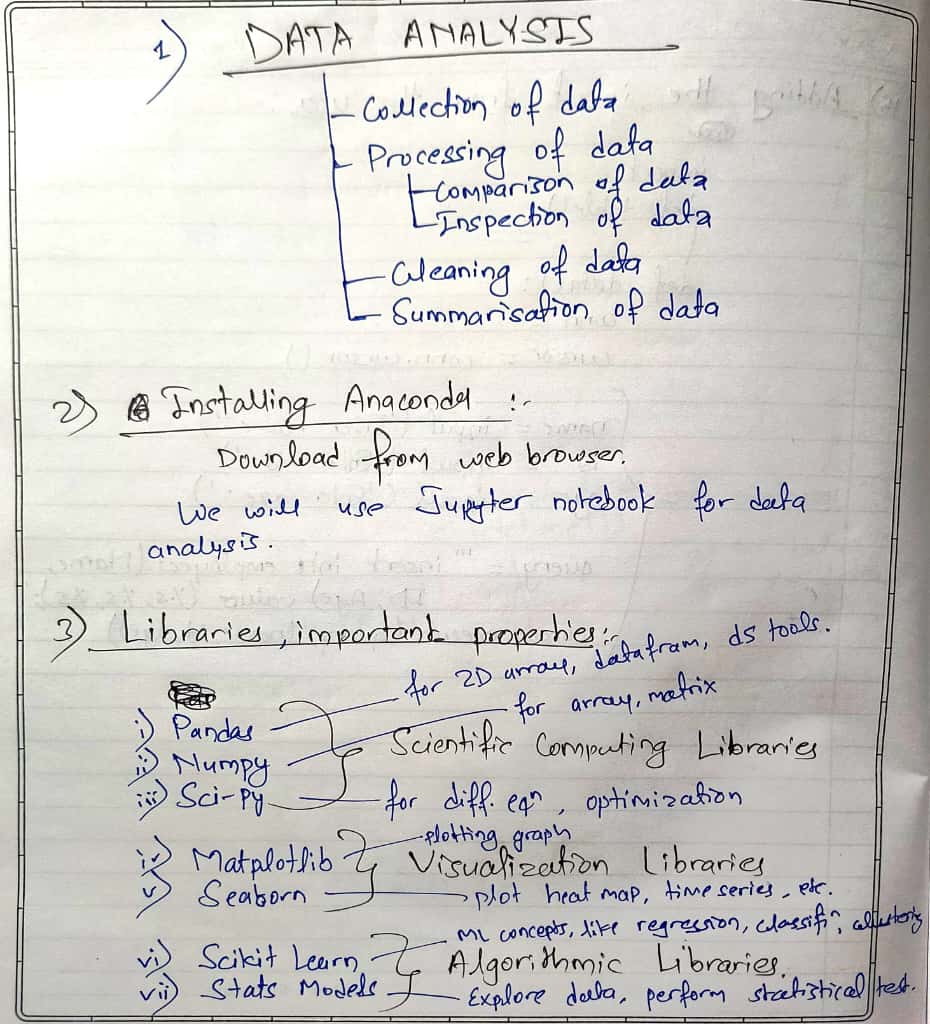 1) DATA ANALYSIS
Collection of data
Processing of data
Comparison of data
Inspection of data
Cleaning of data
Summarisation of data
2) Installing Anaconda :-
Download from web browser.
We will use Jupyter notebook for data
analysis.
3) Libraries, important properties:-
for 2D array, datafram, ds tools.
i) Pandas
for array, matrix
ii) Numpy
Scientific Computing Libraries
iii) Sci-Py
for diff. eqn, optimization
plotting graph
iv) Matplotlib
Visualization Libraries
v) Seaborn
plot heat map, time series, etc.
ML concepts, like regression, classifn, clustering
vi) Scikit Learn
Algorithmic Libraries.
vii) Stats Models
Explore data, perform statistical test.